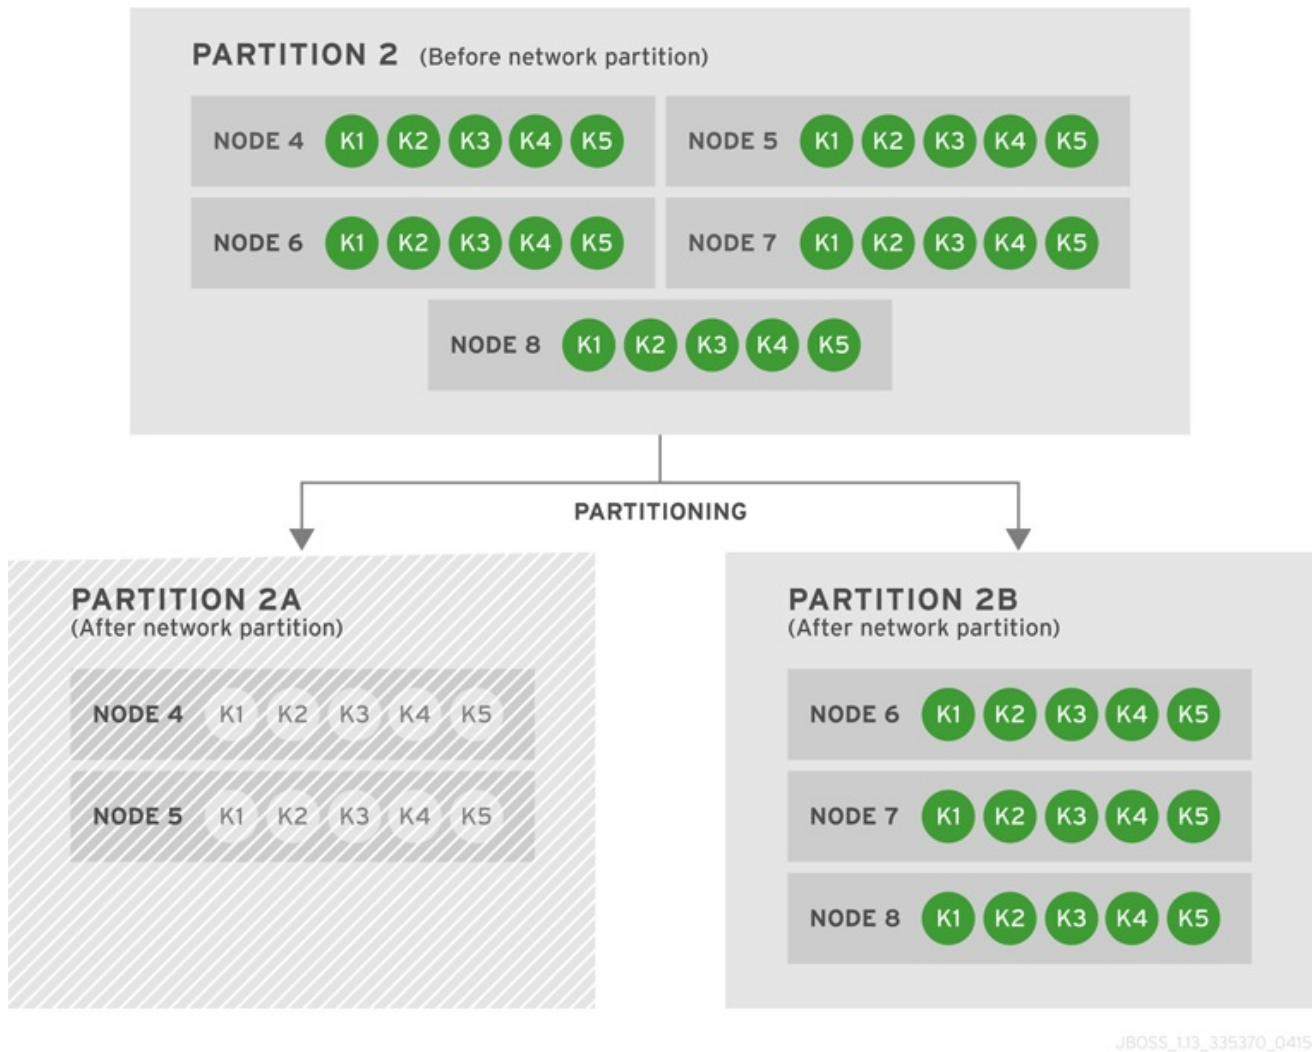 PARTITION 2 (Before network partition)
NODE 4 K1 K2 K3 K4 K5 NODE 5 K1 K2 K3 K4 K5
NODE 6 K1 K2 K3 K4 K5 NODE 7 K1 K2 K3 K4 K5
NODE 8 K1 K2 K3 K4 K5
PARTITIONING
PARTITION 2A
(After network partition)
NODE 4 K1 K2 K3 K4 K5
NODE 5 K1 K2 K3 K4 K5
PARTITION 2B
(After network partition)
NODE 6 K1 K2 K3 K4 K5
NODE 7 K1 K2 K3 K4 K5
NODE 8 K1 K2 K3 K4 K5
JBOSS_1.13_335370_0415